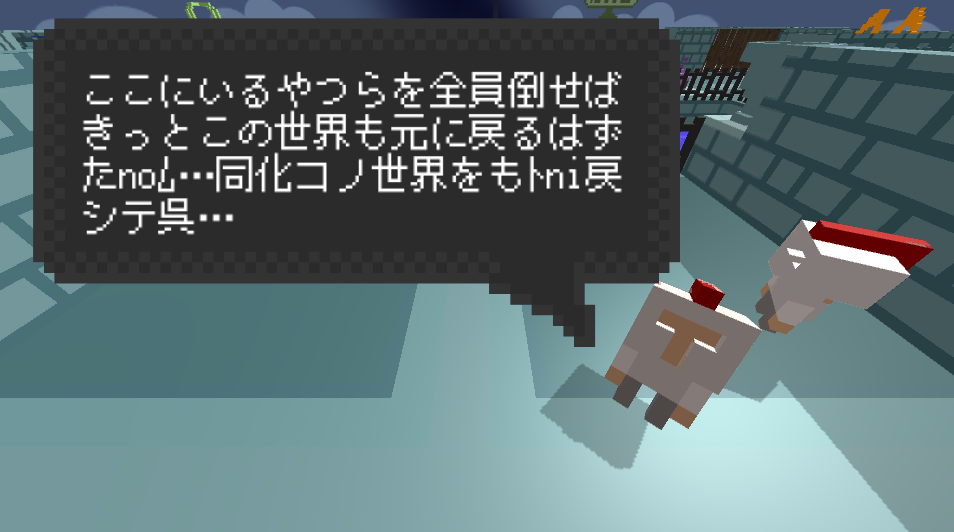 ここにいるやつらを全員倒せば
きっとこの世界も元に戻るはず
たnoﾑ…同化コノ世界をもﾄni戻
シテ呉…